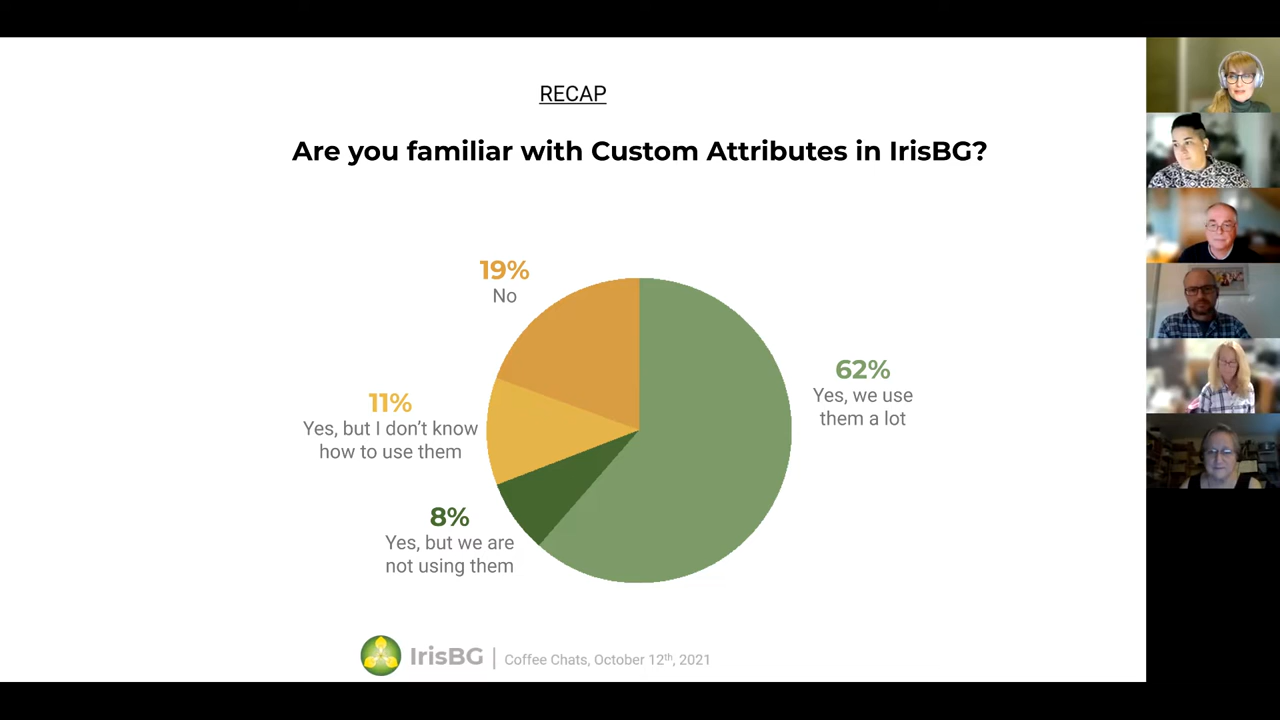 RECAP
Are you familiar with Custom Attributes in IrisBG?
19%
No
62%
Yes, we use
them a lot
11%
Yes, but I don’t know
how to use them
8%
Yes, but we are
not using them
IrisBG | Coffee Chats, October 12th, 2021